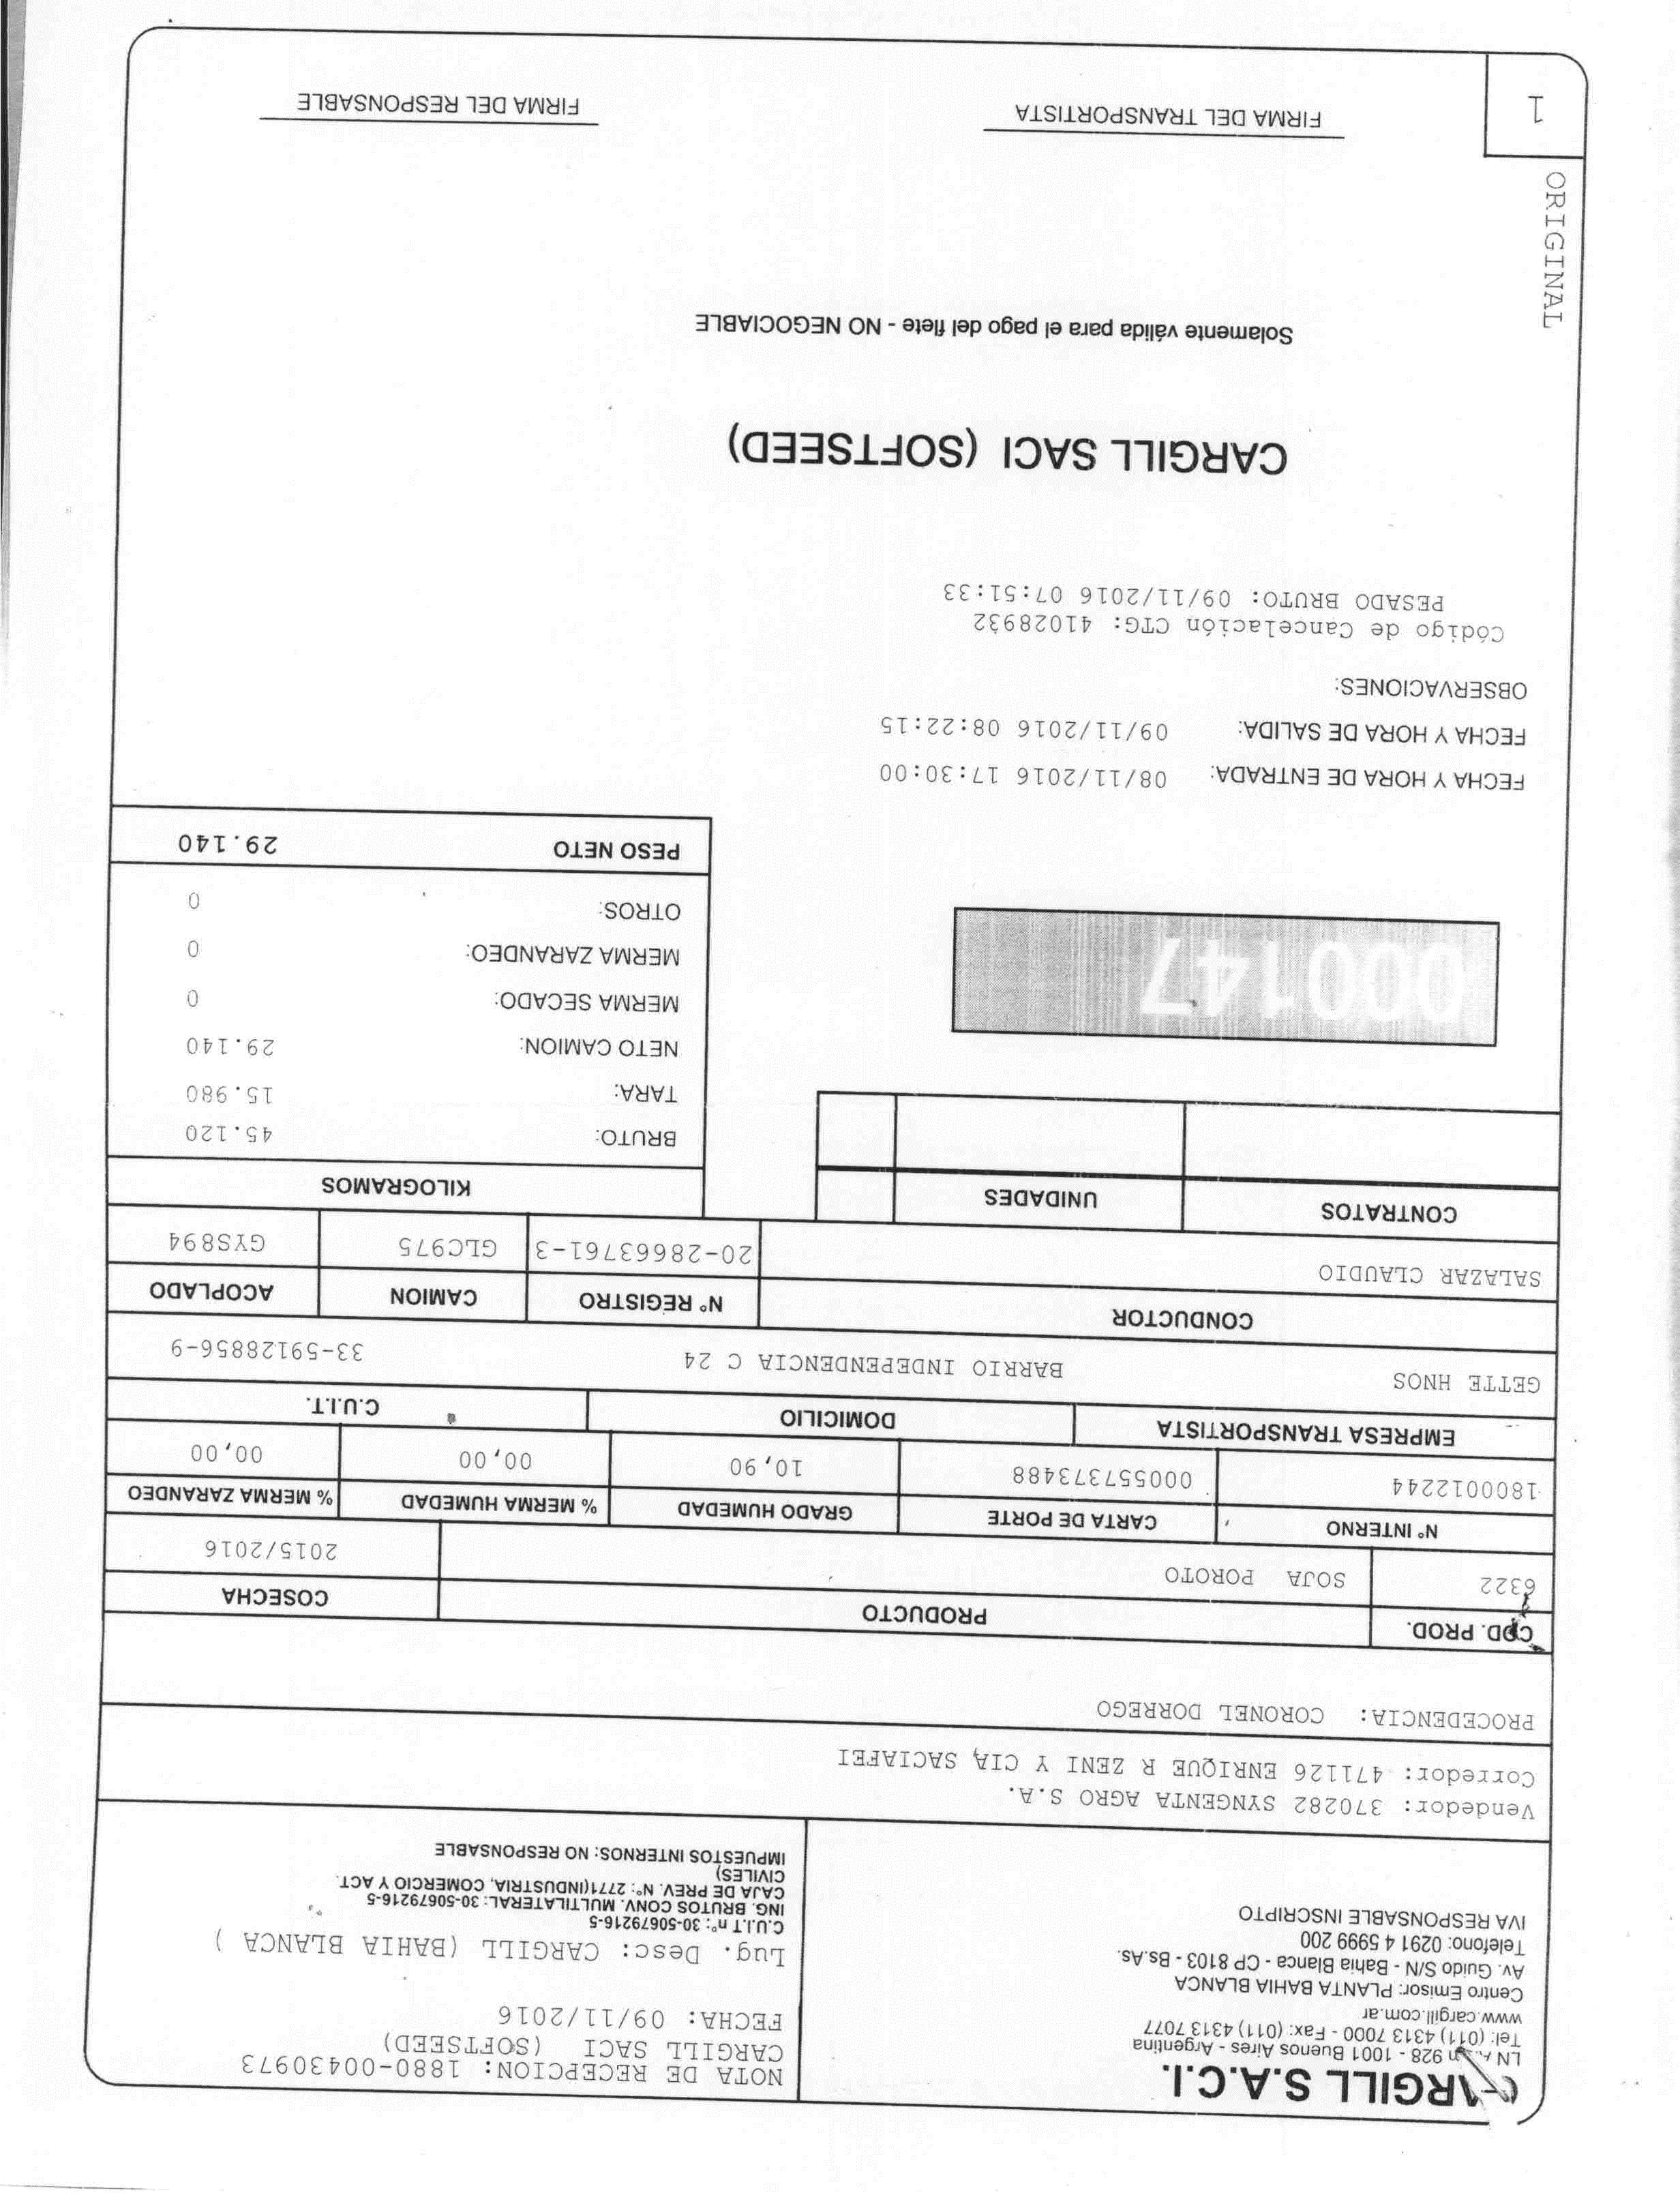 CARGILL S.A.C.I.
LN 928 - 1001 Buenos Aires - Argentina
Tel: (011) 4313 7000 - Fax: (011) 4313 7077
www.cargill.com.ar
Centro Emisor: PLANTA BAHIA BLANCA
Av. Guido S/N - Bahia Blanca - CP 8103 - Bs.As.
Telefono: 0291 4 5999 200
IVA RESPONSABLE INSCRIPTO
NOTA DE RECEPCION: 1880-00430973
CARGILL SACI (SOFTSEED)
FECHA: 09/11/2016
Lug. Desc: CARGILL (BAHIA BLANCA )
C.U.I.T nº: 30-50679216-5
ING. BRUTOS CONV. MULTILATERAL: 30-50679216-5
CAJA DE PREV. Nº: 2771(INDUSTRIA, COMERCIO Y ACT.
CIVILES)
IMPUESTOS INTERNOS: NO RESPONSABLE
Vendedor: 370282 SYNGENTA AGRO S.A.
Corredor: 471126 ENRIQUE R ZENI Y CIA SACIAFEI
PROCEDENCIA: CORONEL DORREGO
COD. PROD. PRODUCTO COSECHA
6322 SOJA POROTO 2015/2016
Nº INTERNO CARTA DE PORTE GRADO HUMEDAD % MERMA HUMEDAD % MERMA ZARANDEO
1800012244 000557373488 10,90 00,00 00,00
EMPRESA TRANSPORTISTA DOMICILIO C.U.I.T.
GETTE HNOS BARRIO INDEPENDENCIA C 24 33-59128856-9
CONDUCTOR Nº REGISTRO CAMION ACOPLADO
SALAZAR CLAUDIO 20-28663761-3 GLC975 GYS894
CONTRATOS UNIDADES
KILOGRAMOS
BRUTO: 45.120
TARA: 15.980
NETO CAMION: 29.140
MERMA SECADO: 0
MERMA ZARANDEO: 0
OTROS: 0
PESO NETO 29.140
000147
FECHA Y HORA DE ENTRADA: 08/11/2016 17:30:00
FECHA Y HORA DE SALIDA: 09/11/2016 08:22:15
OBSERVACIONES:
Código de Cancelación CTG: 41028932
PESADO BRUTO: 09/11/2016 07:51:33
CARGILL SACI (SOFTSEED)
Solamente válida para el pago del flete - NO NEGOCIABLE
ORIGINAL
1
FIRMA DEL TRANSPORTISTA
FIRMA DEL RESPONSABLE